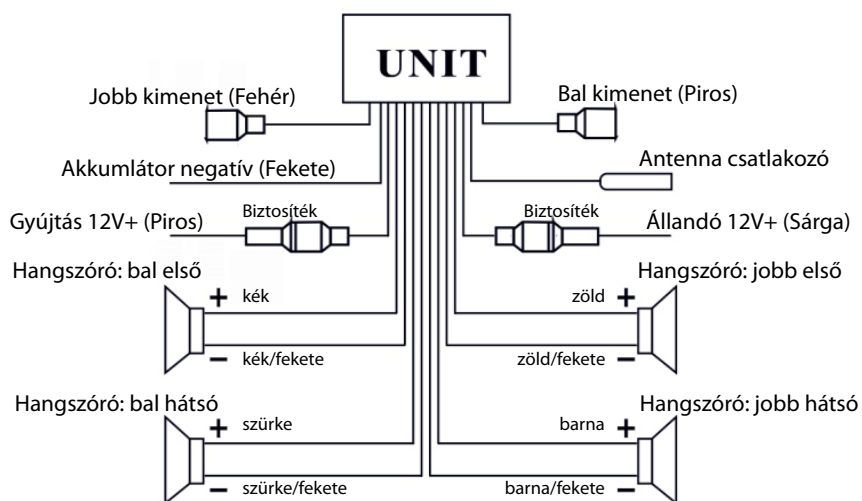 UNIT
Jobb kimenet (Fehér)
Bal kimenet (Piros)
Akkumlátor negatív (Fekete)
Antenna csatlakozó
Gyújtás 12V+ (Piros)
Biztosíték
Biztosíték
Állandó 12V+ (Sárga)
Hangszóró: bal első
Hangszóró: jobb első
+ kék
zöld +
− kék/fekete
zöld/fekete −
Hangszóró: bal hátsó
Hangszóró: jobb hátsó
+ szürke
barna +
− szürke/fekete
barna/fekete −